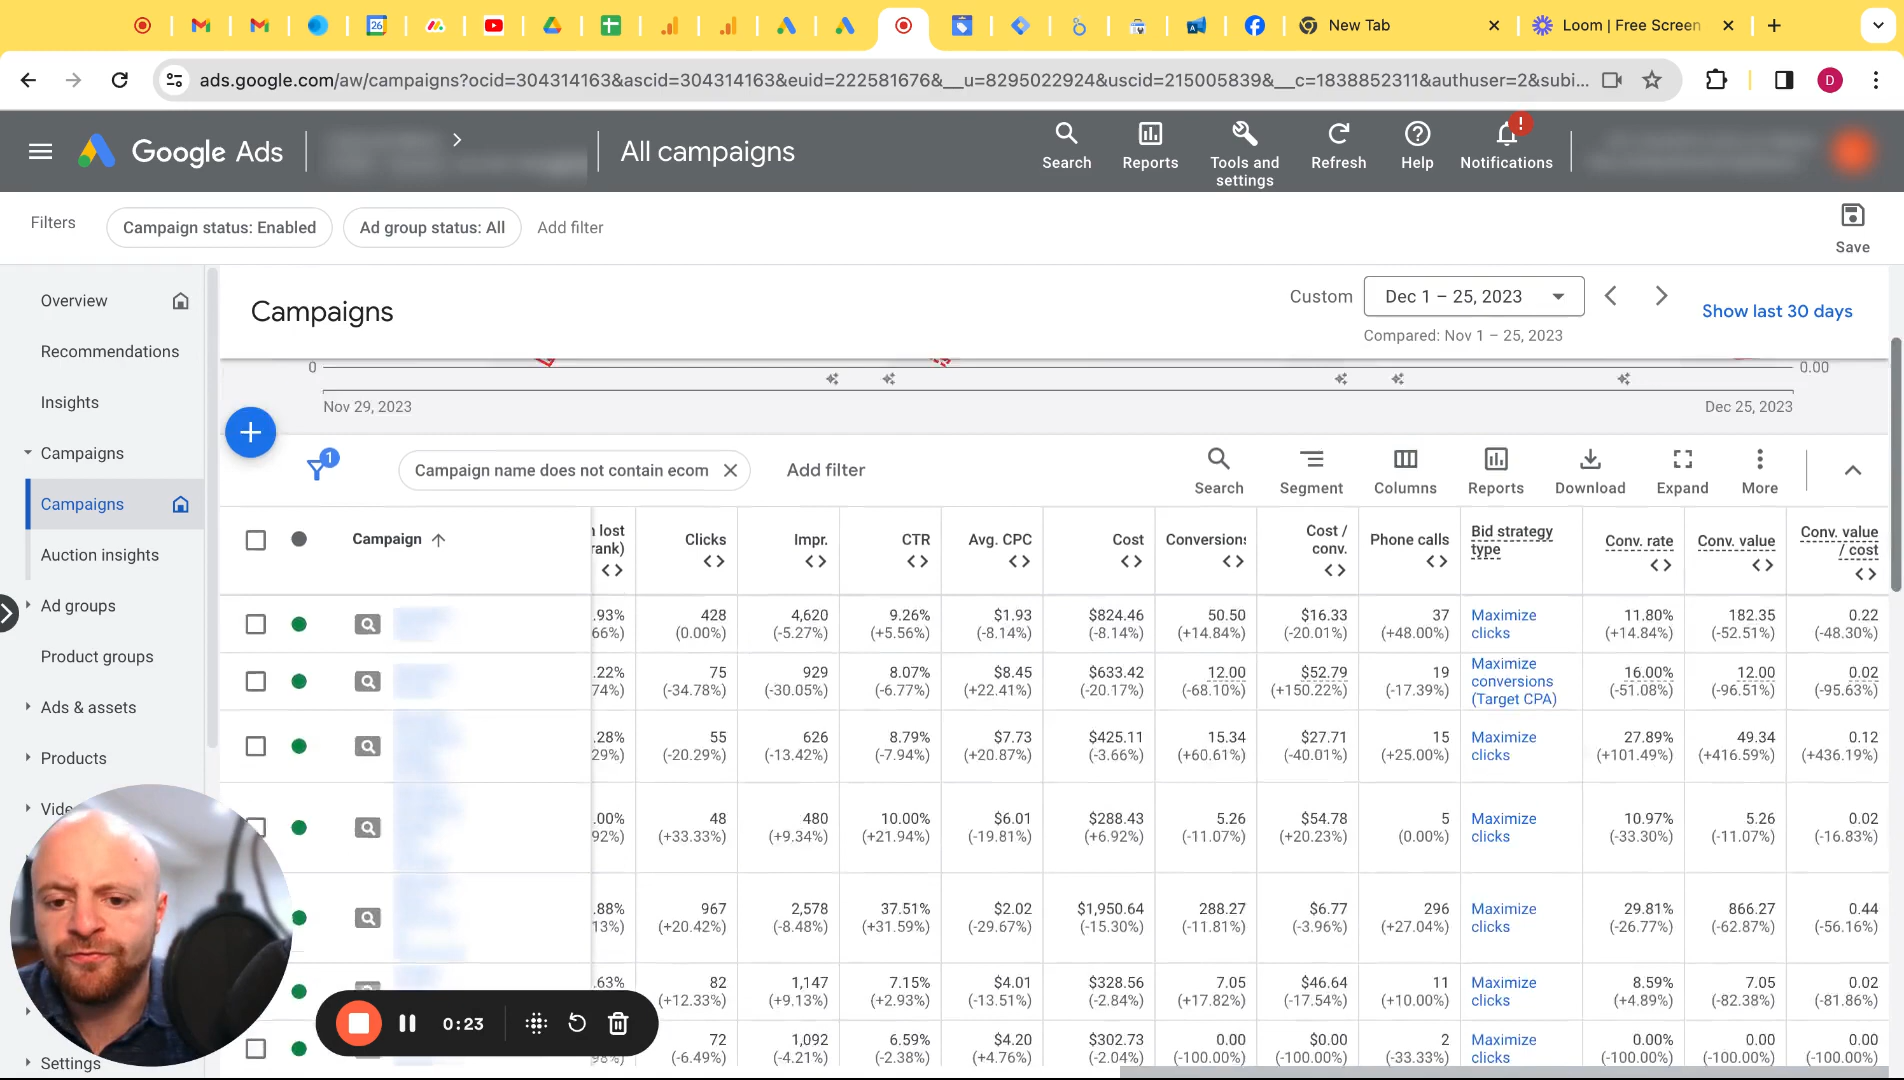 New Tab
Loom | Free Screen
ads.google.com/aw/campaigns?ocid=304314163&ascid=304314163&euid=222581676&__u=8295022924&uscid=215005839&__c=1838852311&authuser=2&subi...
D
Google Ads
All campaigns
Search
Reports
Tools and settings
Refresh
Help
Notifications
Filters
Campaign status: Enabled
Ad group status: All
Add filter
Save
Overview
Recommendations
Insights
Campaigns
Campaigns
Auction insights
Ad groups
Product groups
Ads & assets
Products
Settings
Campaigns
Custom
Dec 1 – 25, 2023
Show last 30 days
Compared: Nov 1 – 25, 2023
0
0.00
Nov 29, 2023
Dec 25, 2023
1
Campaign name does not contain ecom
Add filter
Search
Segment
Columns
Reports
Download
Expand
More
Campaign
lost
rank)
Clicks
Impr.
CTR
Avg. CPC
Cost
Conversions
Cost / conv.
Phone calls
Bid strategy type
Conv. rate
Conv. value
Conv. value / cost
.93% 428 4,620 9.26% $1.93 $824.46 50.50 $16.33 37 Maximize clicks 11.80% 182.35 0.22
66%) (0.00%) (-5.27%) (+5.56%) (-8.14%) (-8.14%) (+14.84%) (-20.01%) (+48.00%) (+14.84%) (-52.51%) (-48.30%)
.22% 75 929 8.07% $8.45 $633.42 12.00 $52.79 19 Maximize conversions (Target CPA) 16.00% 12.00 0.02
74%) (-34.78%) (-30.05%) (-6.77%) (+22.41%) (-20.17%) (-68.10%) (+150.22%) (-17.39%) (-51.08%) (-96.51%) (-95.63%)
.28% 55 626 8.79% $7.73 $425.11 15.34 $27.71 15 Maximize clicks 27.89% 49.34 0.12
29%) (-20.29%) (-13.42%) (-7.94%) (+20.87%) (-3.66%) (+60.61%) (-40.01%) (+25.00%) (+101.49%) (+416.59%) (+436.19%)
.00% 48 480 10.00% $6.01 $288.43 5.26 $54.78 5 Maximize clicks 10.97% 5.26 0.02
92%) (+33.33%) (+9.34%) (+21.94%) (-19.81%) (+6.92%) (-11.07%) (+20.23%) (0.00%) (-33.30%) (-11.07%) (-16.83%)
.88% 967 2,578 37.51% $2.02 $1,950.64 288.27 $6.77 296 Maximize clicks 29.81% 866.27 0.44
13%) (+20.42%) (-8.48%) (+31.59%) (-29.67%) (-15.30%) (-11.81%) (-3.96%) (+27.04%) (-26.77%) (-62.87%) (-56.16%)
.63% 82 1,147 7.15% $4.01 $328.56 7.05 $46.64 11 Maximize clicks 8.59% 7.05 0.02
(+12.33%) (+9.13%) (+2.93%) (-13.51%) (-2.84%) (+17.82%) (-17.54%) (+10.00%) (+4.89%) (-82.38%) (-81.86%)
72 1,092 6.59% $4.20 $302.73 0.00 $0.00 2 Maximize clicks 0.00% 0.00 0.00
98%) (-6.49%) (-4.21%) (-2.38%) (+4.76%) (-2.04%) (-100.00%) (-100.00%) (-33.33%) (-100.00%) (-100.00%) (-100.00%)
0:23